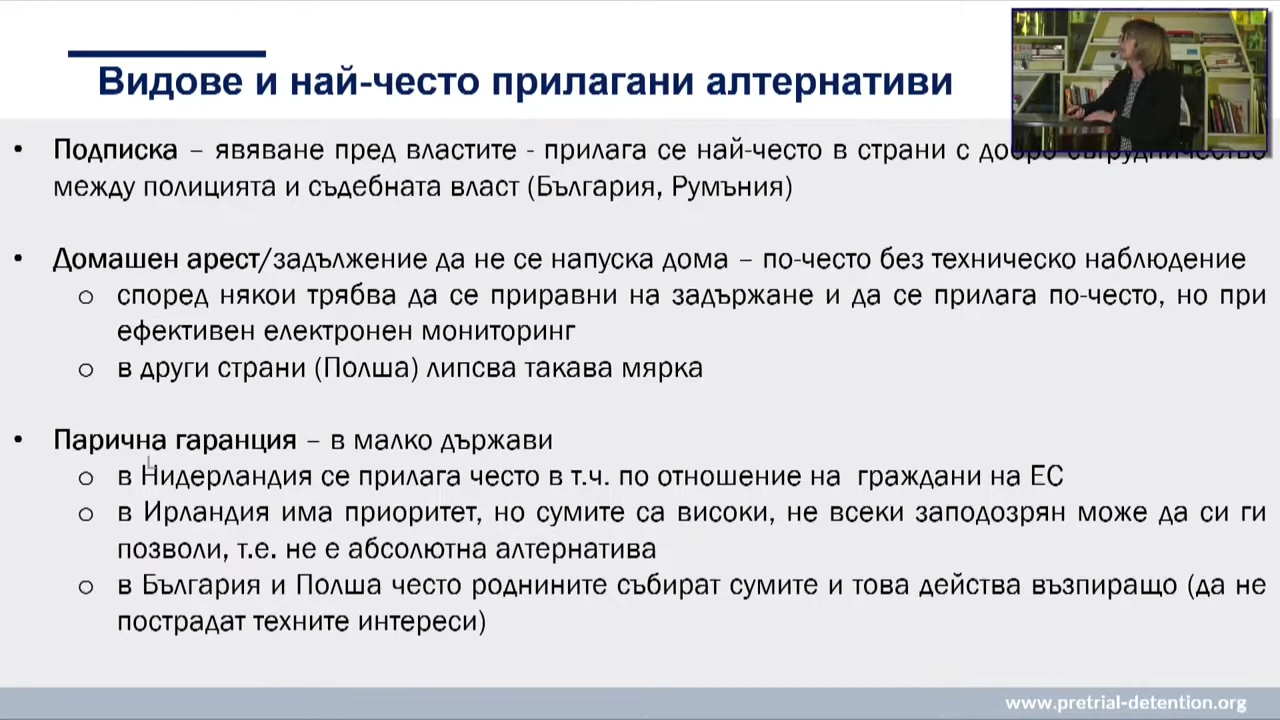 Видове и най-често прилагани алтернативи
• Подписка – явяване пред властите - прилага се най-често в страни с
между полицията и съдебната власт (България, Румъния)
• Домашен арест/задължение да не се напуска дома – по-често без техническо наблюдение
o според някои трябва да се приравни на задържане и да се прилага по-често, но при
ефективен електронен мониторинг
o в други страни (Полша) липсва такава мярка
• Парична гаранция – в малко държави
o в Нидерландия се прилага често в т.ч. по отношение на граждани на ЕС
o в Ирландия има приоритет, но сумите са високи, не всеки заподозрян може да си ги
позволи, т.е. не е абсолютна алтернатива
o в България и Полша често роднините събират сумите и това действа възпиращо (да не
пострадат техните интереси)
www.pretrial-detention.org